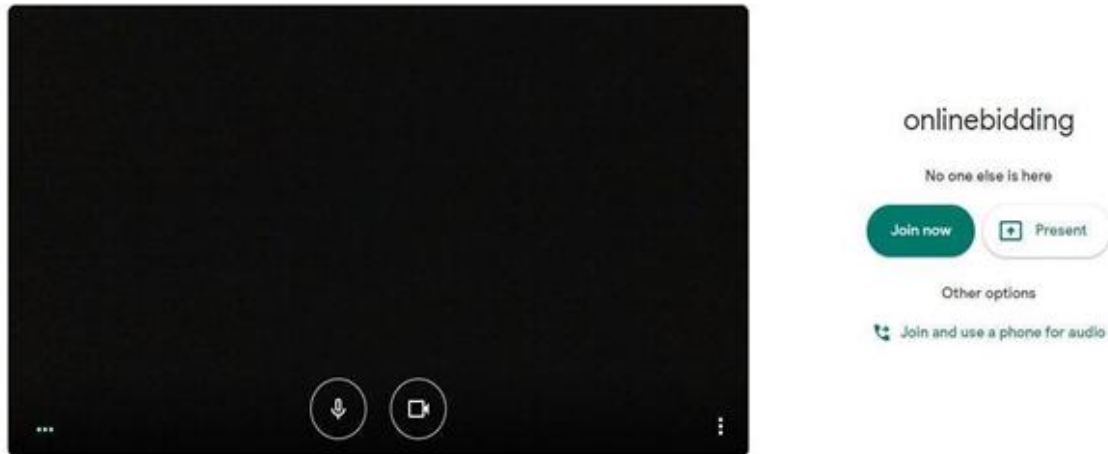 onlinebidding
No one else is here
Join now
Present
Other options
Join and use a phone for audio